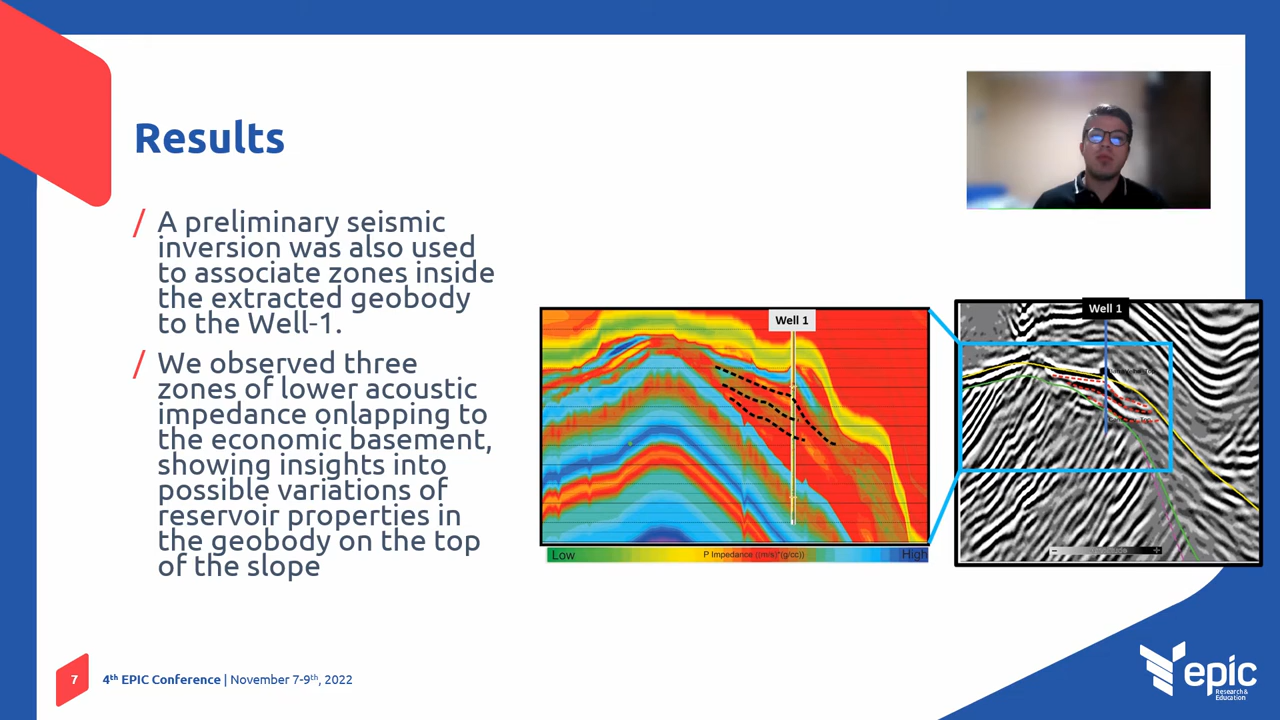 Results
/ A preliminary seismic
inversion was also used
to associate zones inside
the extracted geobody
to the Well-1.
/ We observed three
zones of lower acoustic
impedance onlapping to
the economic basement,
showing insights into
possible variations of
reservoir properties in
the geobody on the top
of the slope
Well 1
Low P Impedance ((m/s)*(g/cc)) High
Well 1
7 4th EPIC Conference | November 7-9th, 2022
epic
Research &
Education